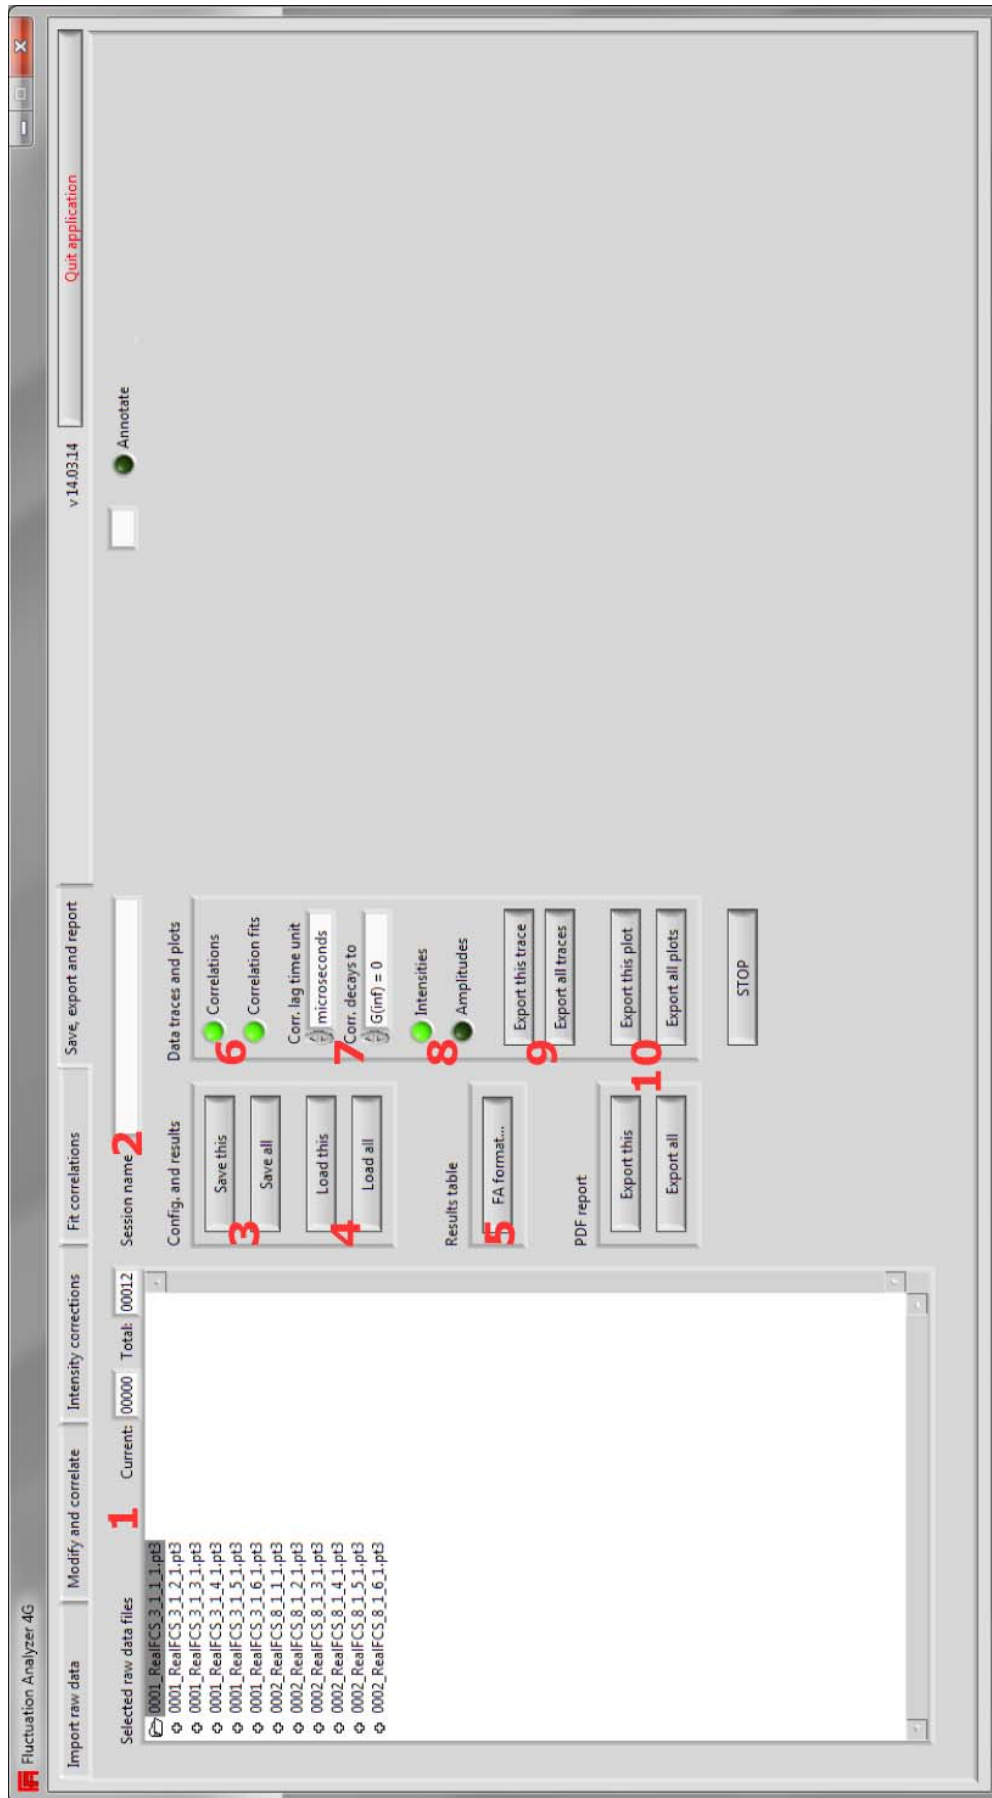 Fluctuation Analyzer 4G
Import raw data
Modify and correlate
Intensity corrections
Fit correlations
Save, export and report
v 14.03.14
Quit application
Selected raw data files
1
Current: 00000 Total: 00012
0001_RealFCS_3_1_1_1.pt3
0001_RealFCS_3_1_2_1.pt3
0001_RealFCS_3_1_3_1.pt3
0001_RealFCS_3_1_4_1.pt3
0001_RealFCS_3_1_5_1.pt3
0001_RealFCS_3_1_6_1.pt3
0002_RealFCS_8_1_1_1.pt3
0002_RealFCS_8_1_2_1.pt3
0002_RealFCS_8_1_3_1.pt3
0002_RealFCS_8_1_4_1.pt3
0002_RealFCS_8_1_5_1.pt3
0002_RealFCS_8_1_6_1.pt3
Session name 2
Annotate
Config. and results
3
Save this
Save all
4
Load this
Load all
Results table
5 FA format...
PDF report
Export this
Export all
Data traces and plots
6
Correlations
Correlation fits
Corr. lag time unit
microseconds
7
Corr. decays to
G(inf) = 0
8
Intensities
Amplitudes
9
Export this trace
Export all traces
10
Export this plot
Export all plots
STOP